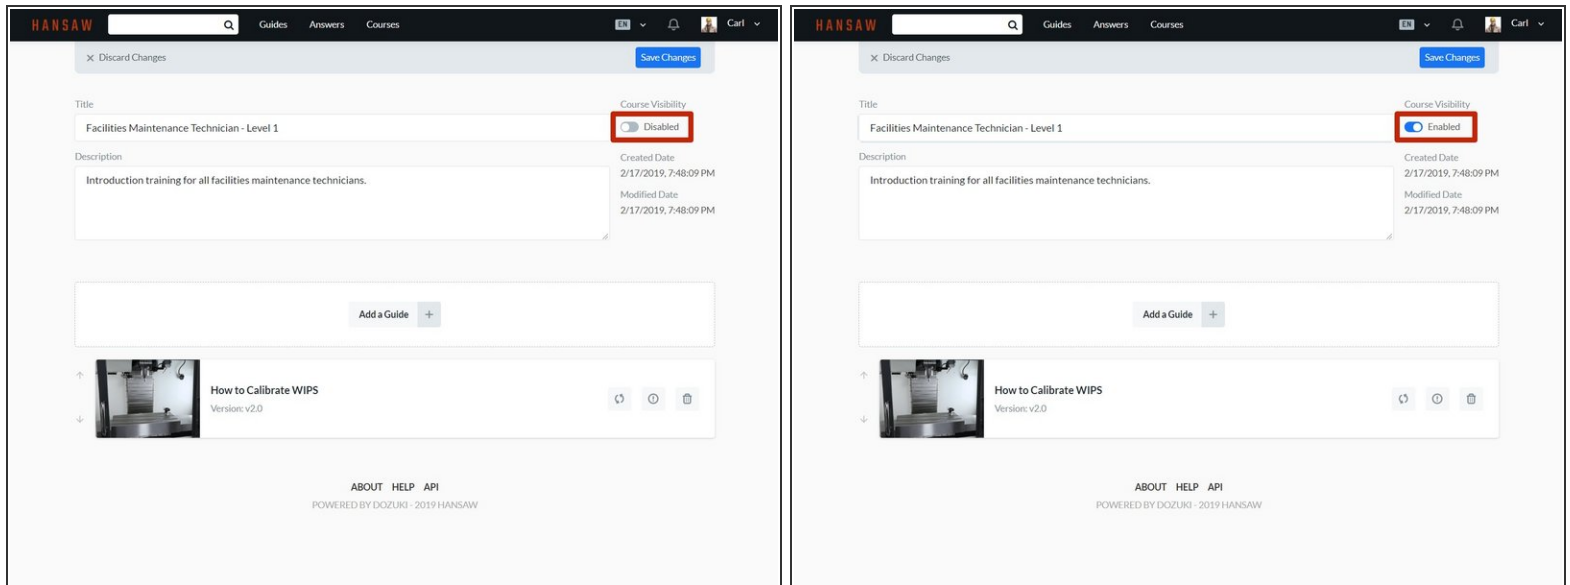 HANSAW Guides Answers Courses EN Carl
× Discard Changes Save Changes
Title Course Visibility
Facilities Maintenance Technician - Level 1 Disabled
Description Created Date
Introduction training for all facilities maintenance technicians. 2/17/2019, 7:48:09 PM
Modified Date
2/17/2019, 7:48:09 PM
Add a Guide +
How to Calibrate WIPS
Version: v2.0
ABOUT HELP API
POWERED BY DOZUKI - 2019 HANSAW
HANSAW Guides Answers Courses EN Carl
× Discard Changes Save Changes
Title Course Visibility
Facilities Maintenance Technician - Level 1 Enabled
Description Created Date
Introduction training for all facilities maintenance technicians. 2/17/2019, 7:48:09 PM
Modified Date
2/17/2019, 7:48:09 PM
Add a Guide +
How to Calibrate WIPS
Version: v2.0
ABOUT HELP API
POWERED BY DOZUKI - 2019 HANSAW